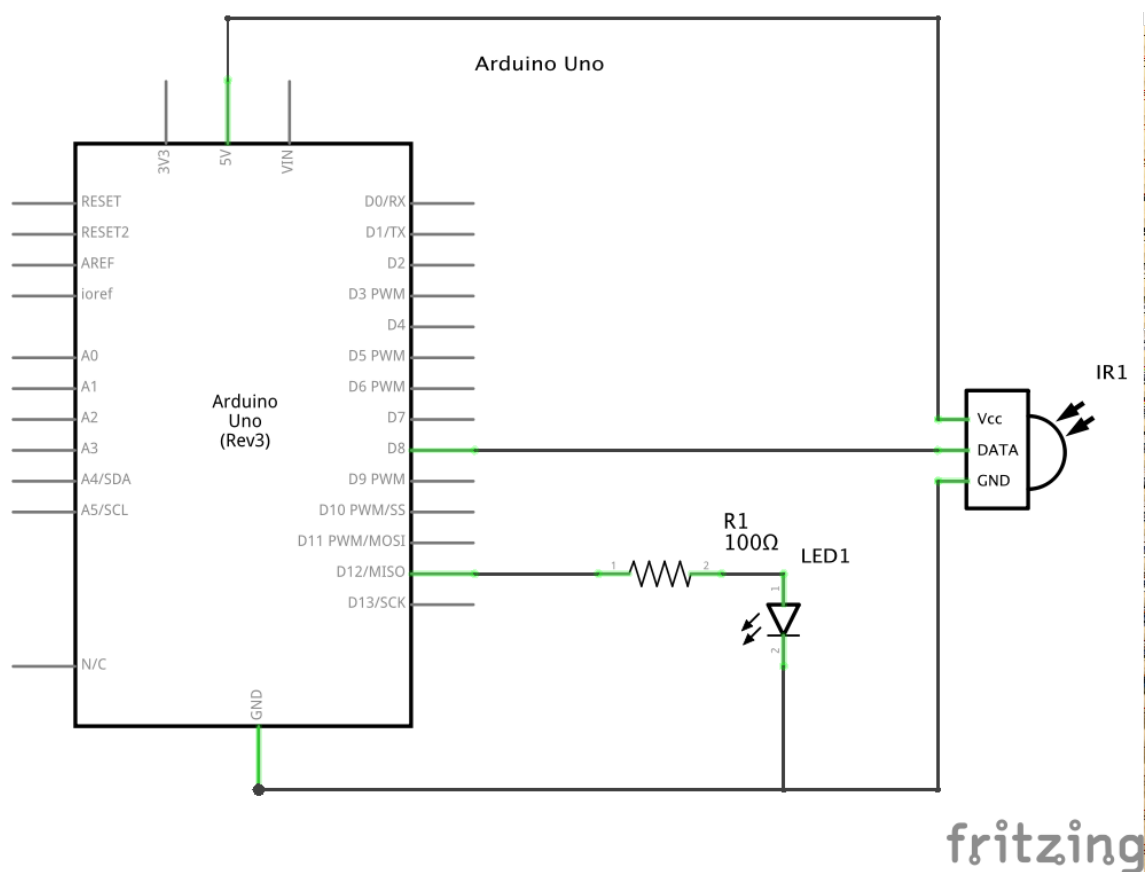 Arduino Uno
3V3
5V
VIN
RESET
RESET2
AREF
ioref
A0
A1
A2
A3
A4/SDA
A5/SCL
N/C
Arduino
Uno
(Rev3)
D0/RX
D1/TX
D2
D3 PWM
D4
D5 PWM
D6 PWM
D7
D8
D9 PWM
D10 PWM/SS
D11 PWM/MOSI
D12/MISO
D13/SCK
GND
R1
100Ω
1
2
LED1
1
2
IR1
Vcc
DATA
GND
fritzing